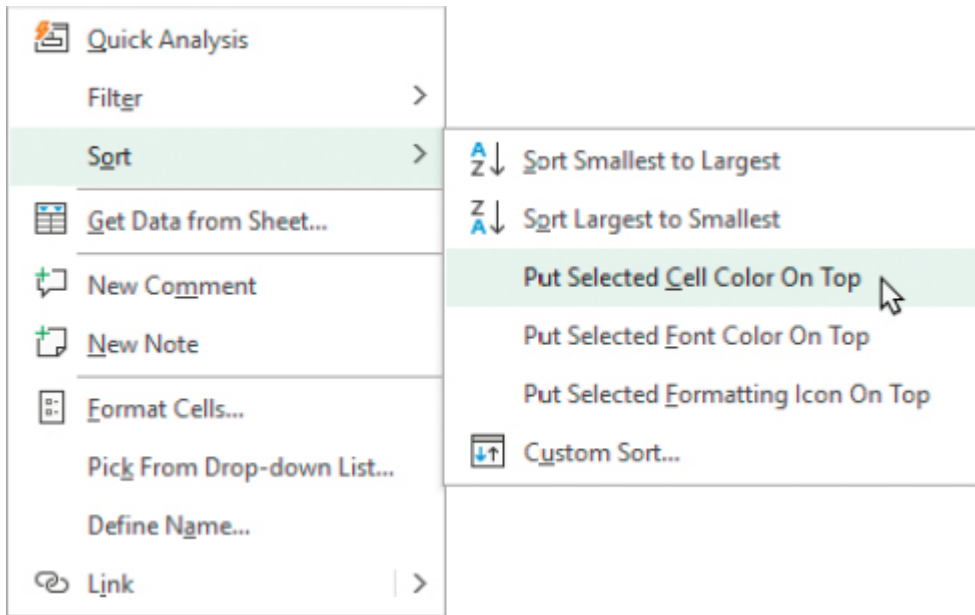 Quick Analysis
Filter
Sort
Get Data from Sheet...
New Comment
New Note
Format Cells...
Pick From Drop-down List...
Define Name...
Link
A
Z
Sort Smallest to Largest
Z
A
Sort Largest to Smallest
Put Selected Cell Color On Top
Put Selected Font Color On Top
Put Selected Formatting Icon On Top
Custom Sort...